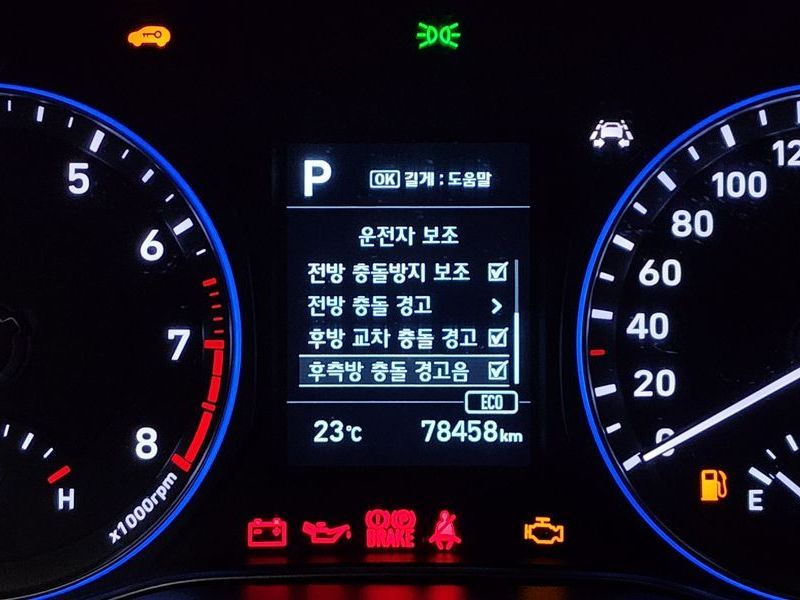 P OK 길게 : 도움말
운전자 보조
전방 충돌방지 보조
전방 충돌 경고
후방 교차 충돌 경고
후측방 충돌 경고음
ECO
23°C 78458km
5
6
7
8
x1000rpm
H
120
100
80
60
40
20
0
E
BRAKE